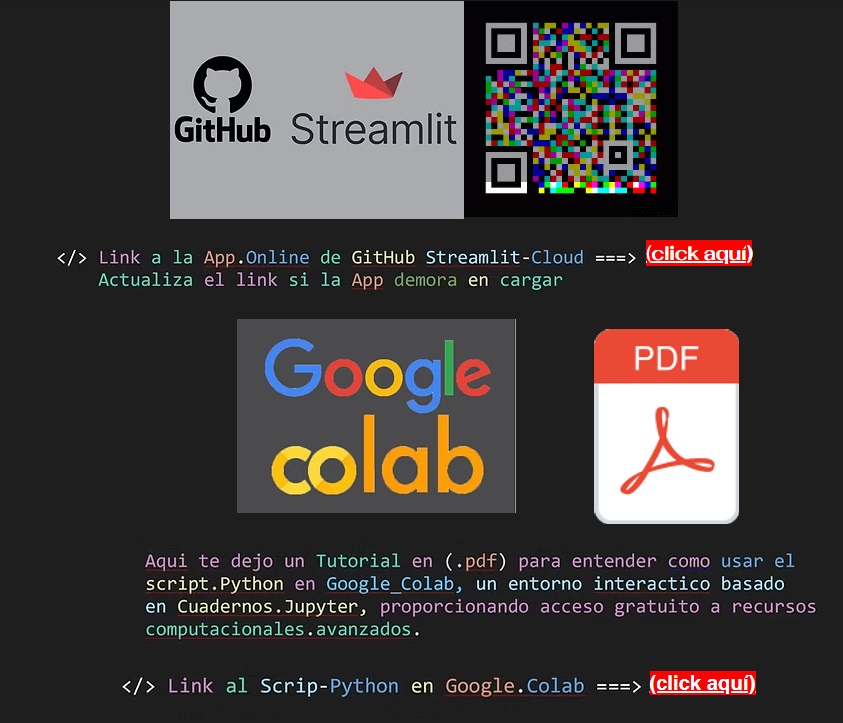 GitHub Streamlit
</> Link a la App.Online de GitHub Streamlit-Cloud ===> (click aquí)
Actualiza el link si la App demora en cargar
Google
colab
PDF
Aqui te dejo un Tutorial en (.pdf) para entender como usar el
script.Python en Google_Colab, un entorno interactico basado
en Cuadernos.Jupyter, proporcionando acceso gratuito a recursos
computacionales.avanzados.
</> Link al Scrip-Python en Google.Colab ===> (click aquí)